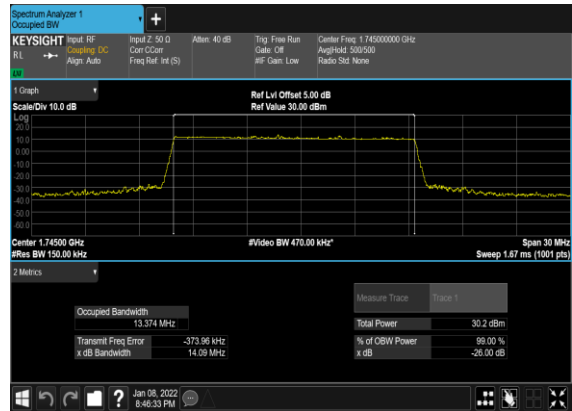 Spectrum Analyzer 1
Occupied BW
+
KEYSIGHT Input: RF Input Z: 50 Ω Atten: 40 dB Trig: Free Run Center Freq: 1.745000000 GHz
Coupling: DC Corr CCorr Gate: Off Avg|Hold: 500/500
RL Align: Auto Freq Ref: Int (S) #IF Gain: Low Radio Std: None
1 Graph Ref Lvl Offset 5.00 dB
Scale/Div 10.0 dB Ref Value 30.00 dBm
Log
20.0
10.0
0.00
-10.0
-20.0
-30.0
-40.0
-50.0
-60.0
Center 1.74500 GHz #Video BW 470.00 kHz* Span 30 MHz
#Res BW 150.00 kHz Sweep 1.67 ms (1001 pts)
2 Metrics
Measure Trace Trace 1
Occupied Bandwidth
13.374 MHz Total Power 30.2 dBm
Transmit Freq Error -373.96 kHz % of OBW Power 99.00 %
x dB Bandwidth 14.09 MHz x dB -26.00 dB
? Jan 08, 2022
8:46:33 PM